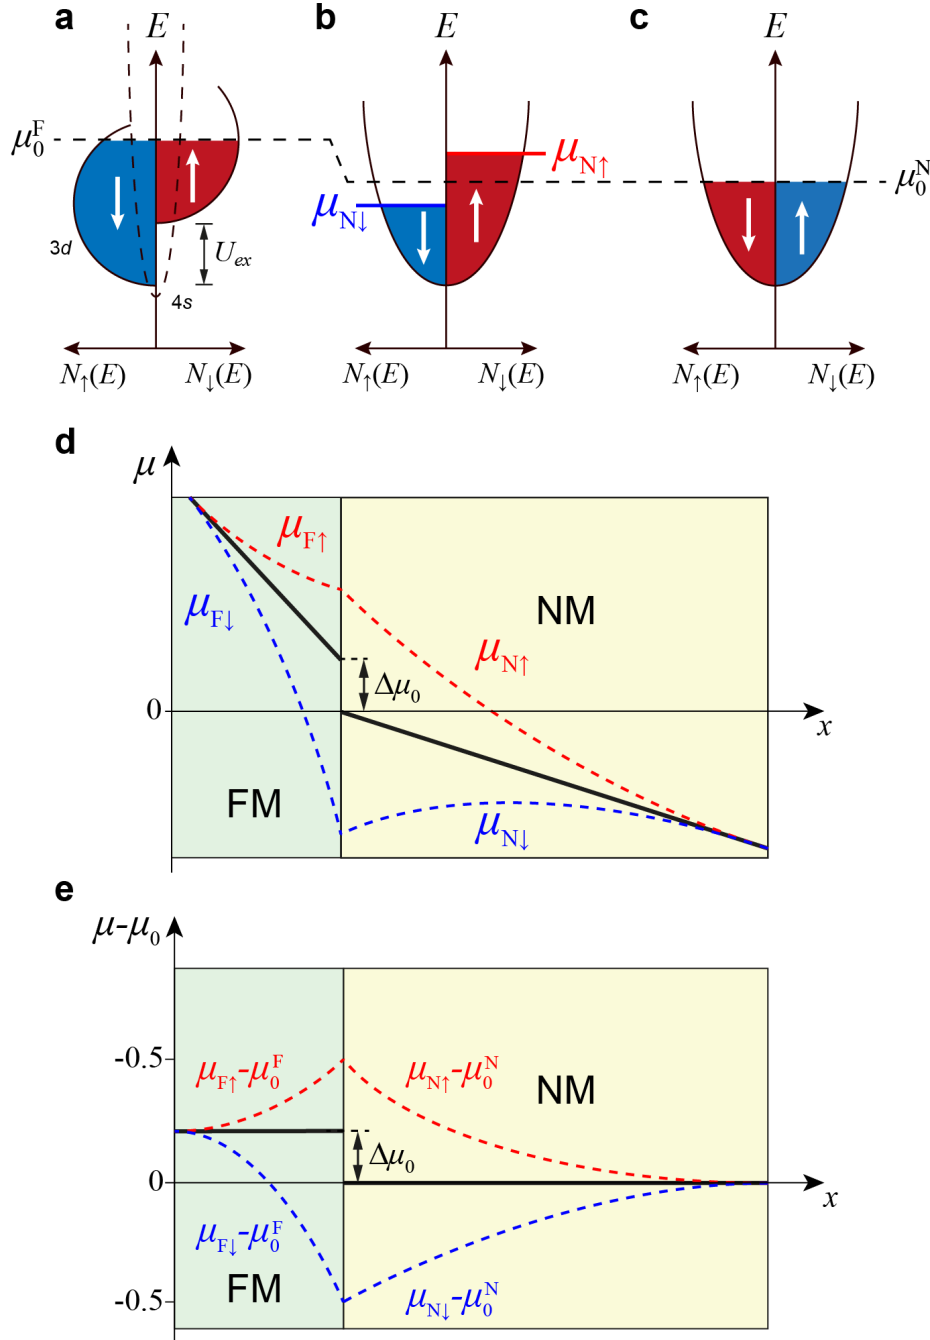 a
E
b
E
c
E
μ₀ᶠ
μN↑
μ₀ᴺ
μN↓
3d
Uex
4s
N↑(E)
N↓(E)
N↑(E)
N↓(E)
N↑(E)
N↓(E)
d
μ
μF↑
μF↓
NM
μN↑
Δμ₀
0
x
FM
μN↓
e
μ-μ₀
-0.5
μF↑-μ₀ᶠ
μN↑-μ₀ᴺ
NM
Δμ₀
0
x
μF↓-μ₀ᶠ
FM
μN↓-μ₀ᴺ
-0.5